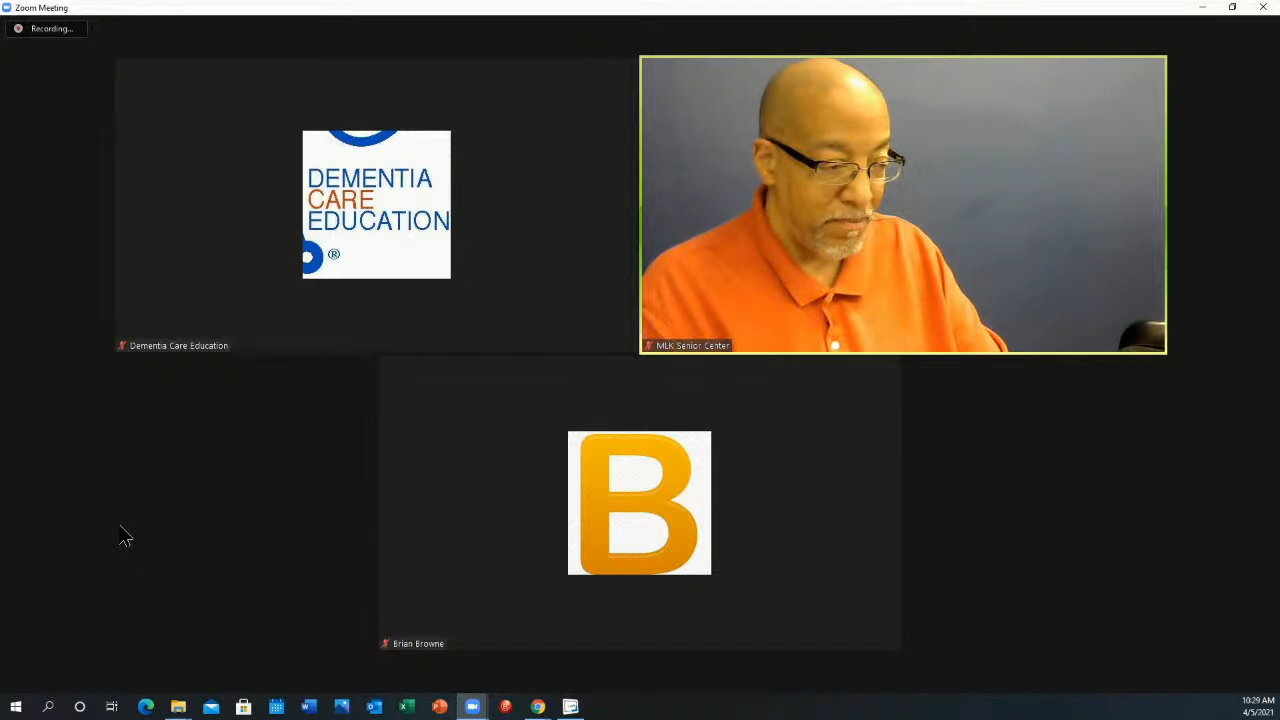 Zoom Meeting
Recording...
DEMENTIA
CARE
EDUCATION
®
Dementia Care Education
MLK Senior Center
B
Brian Browne
10:29 AM
4/5/2021